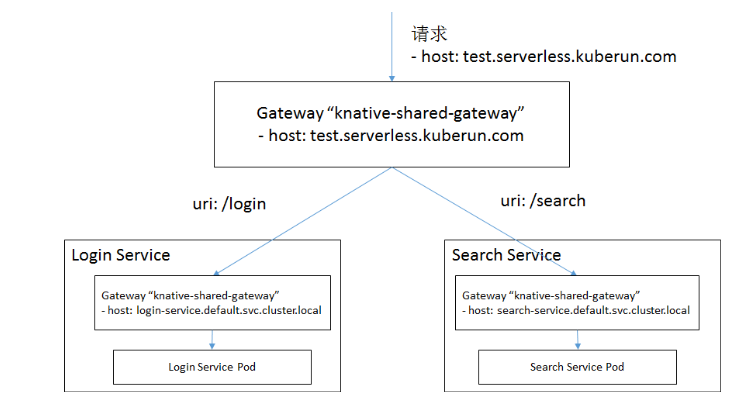 请求
- host: test.serverless.kuberun.com
Gateway “knative-shared-gateway”
- host: test.serverless.kuberun.com
uri: /login
uri: /search
Login Service
Gateway “knative-shared-gateway”
- host: login-service.default.svc.cluster.local
Login Service Pod
Search Service
Gateway “knative-shared-gateway”
- host: search-service.default.svc.cluster.local
Search Service Pod